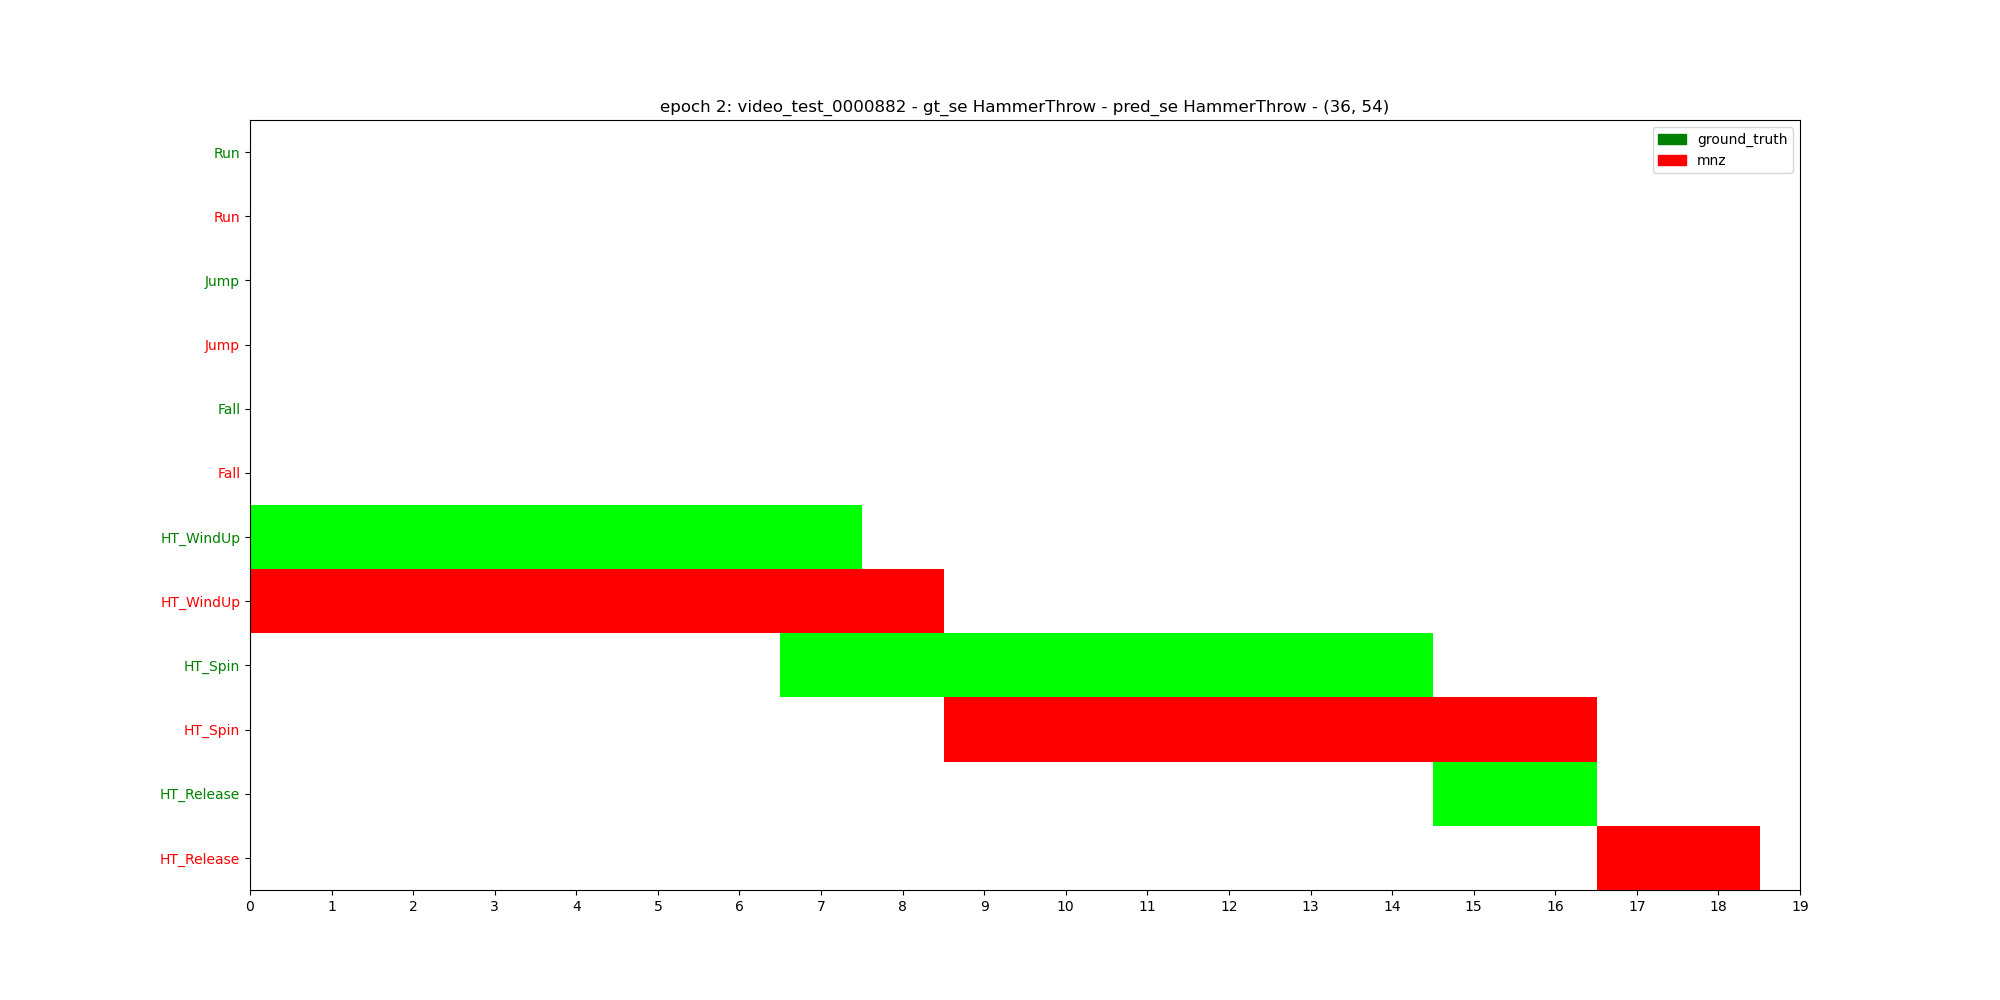 epoch 2: video_test_0000882 - gt_se HammerThrow - pred_se HammerThrow - (36, 54)
ground_truth
mnz
Run
Run
Jump
Jump
Fall
Fall
HT_WindUp
HT_WindUp
HT_Spin
HT_Spin
HT_Release
HT_Release
0 1 2 3 4 5 6 7 8 9 10 11 12 13 14 15 16 17 18 19